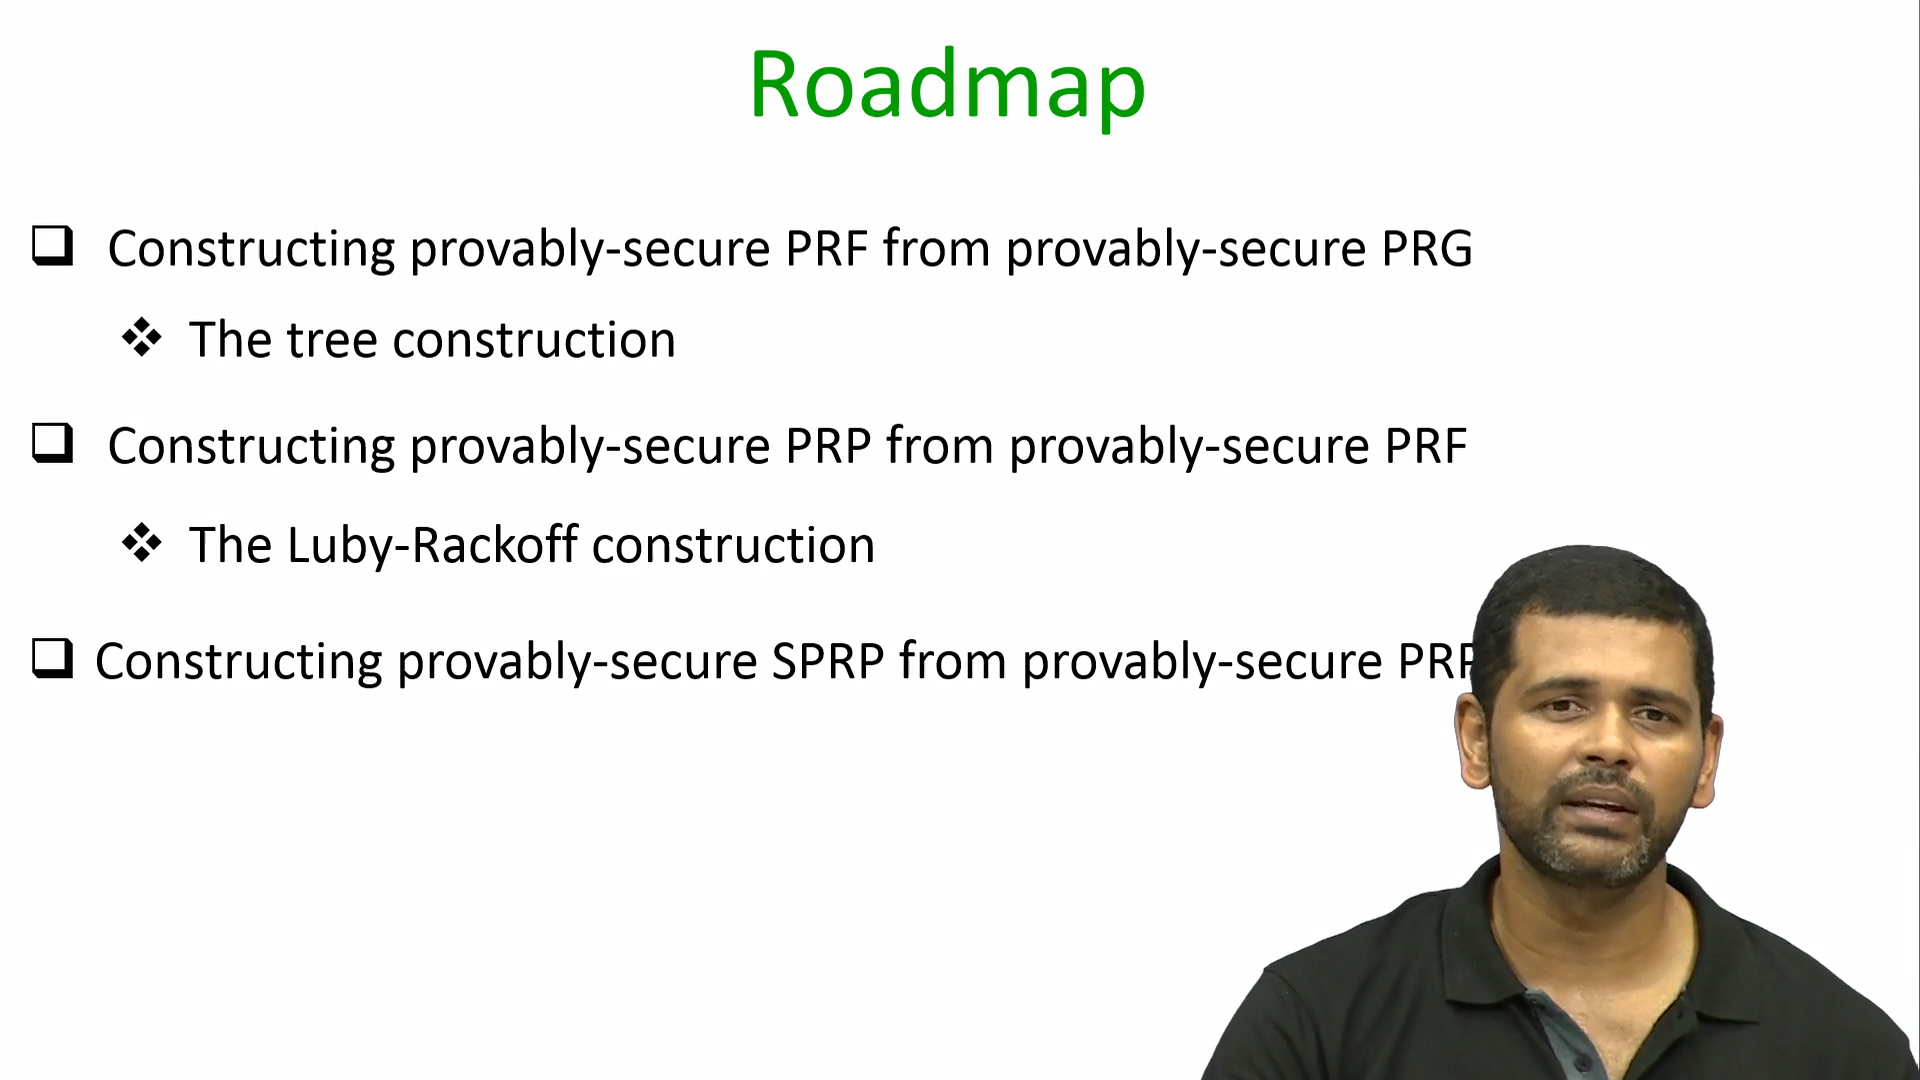 Roadmap
Constructing provably-secure PRF from provably-secure PRG
The tree construction
Constructing provably-secure PRP from provably-secure PRF
The Luby-Rackoff construction
Constructing provably-secure SPRP from provably-secure PRP